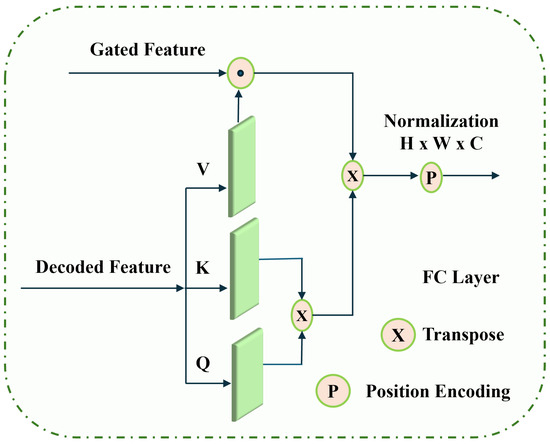 Gated Feature
Normalization
H x W x C
V
X
P
Decoded Feature
K
FC Layer
X
X Transpose
Q
P Position Encoding